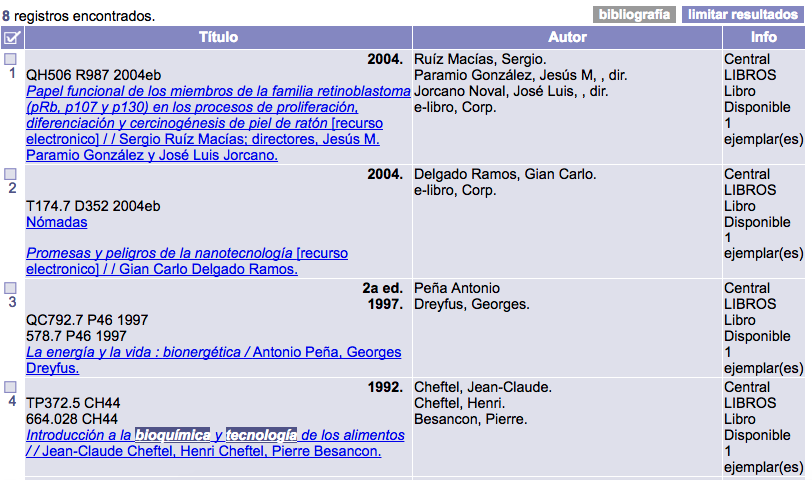 8 registros encontrados.
bibliografía
limitar resultados
Título
Autor
Info
1
2004.
QH506 R987 2004eb
Papel funcional de los miembros de la familia retinoblastoma
(pRb, p107 y p130) en los procesos de proliferación,
diferenciación y cercinogénesis de piel de ratón [recurso
electronico] / / Sergio Ruíz Macías; directores, Jesús M.
Paramio González y José Luis Jorcano.
Ruíz Macías, Sergio.
Paramio González, Jesús M, , dir.
Jorcano Noval, José Luis, , dir.
e-libro, Corp.
Central
LIBROS
Libro
Disponible
1
ejemplar(es)
2
2004.
T174.7 D352 2004eb
Nómadas
Promesas y peligros de la nanotecnología [recurso
electronico] / / Gian Carlo Delgado Ramos.
Delgado Ramos, Gian Carlo.
e-libro, Corp.
Central
LIBROS
Libro
Disponible
1
ejemplar(es)
3
2a ed.
1997.
QC792.7 P46 1997
578.7 P46 1997
La energía y la vida : bionergética / Antonio Peña, Georges
Dreyfus.
Peña Antonio
Dreyfus, Georges.
Central
LIBROS
Libro
Disponible
1
ejemplar(es)
4
1992.
TP372.5 CH44
664.028 CH44
Introducción a la bioquímica y tecnología de los alimentos
/ / Jean-Claude Cheftel, Henri Cheftel, Pierre Besancon.
Cheftel, Jean-Claude.
Cheftel, Henri.
Besancon, Pierre.
Central
LIBROS
Libro
Disponible
1
ejemplar(es)